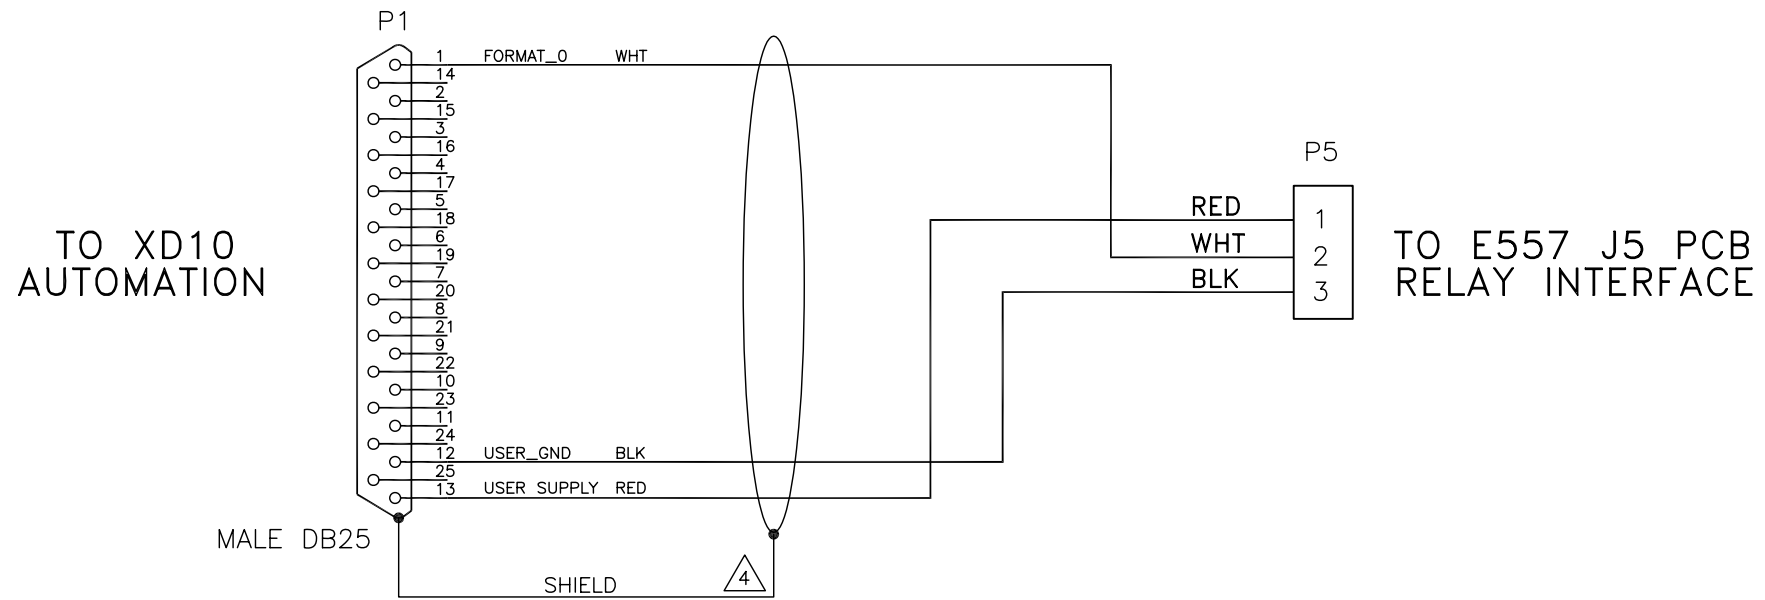 P1
1 FORMAT_0 WHT
14
2
15
3
16
4
17
5
18
6
19
7
20
8
21
9
22
10
23
11
24
12 USER_GND BLK
25
13 USER SUPPLY RED
TO XD10
AUTOMATION
MALE DB25
SHIELD
4
P5
RED 1
WHT 2
BLK 3
TO E557 J5 PCB
RELAY INTERFACE